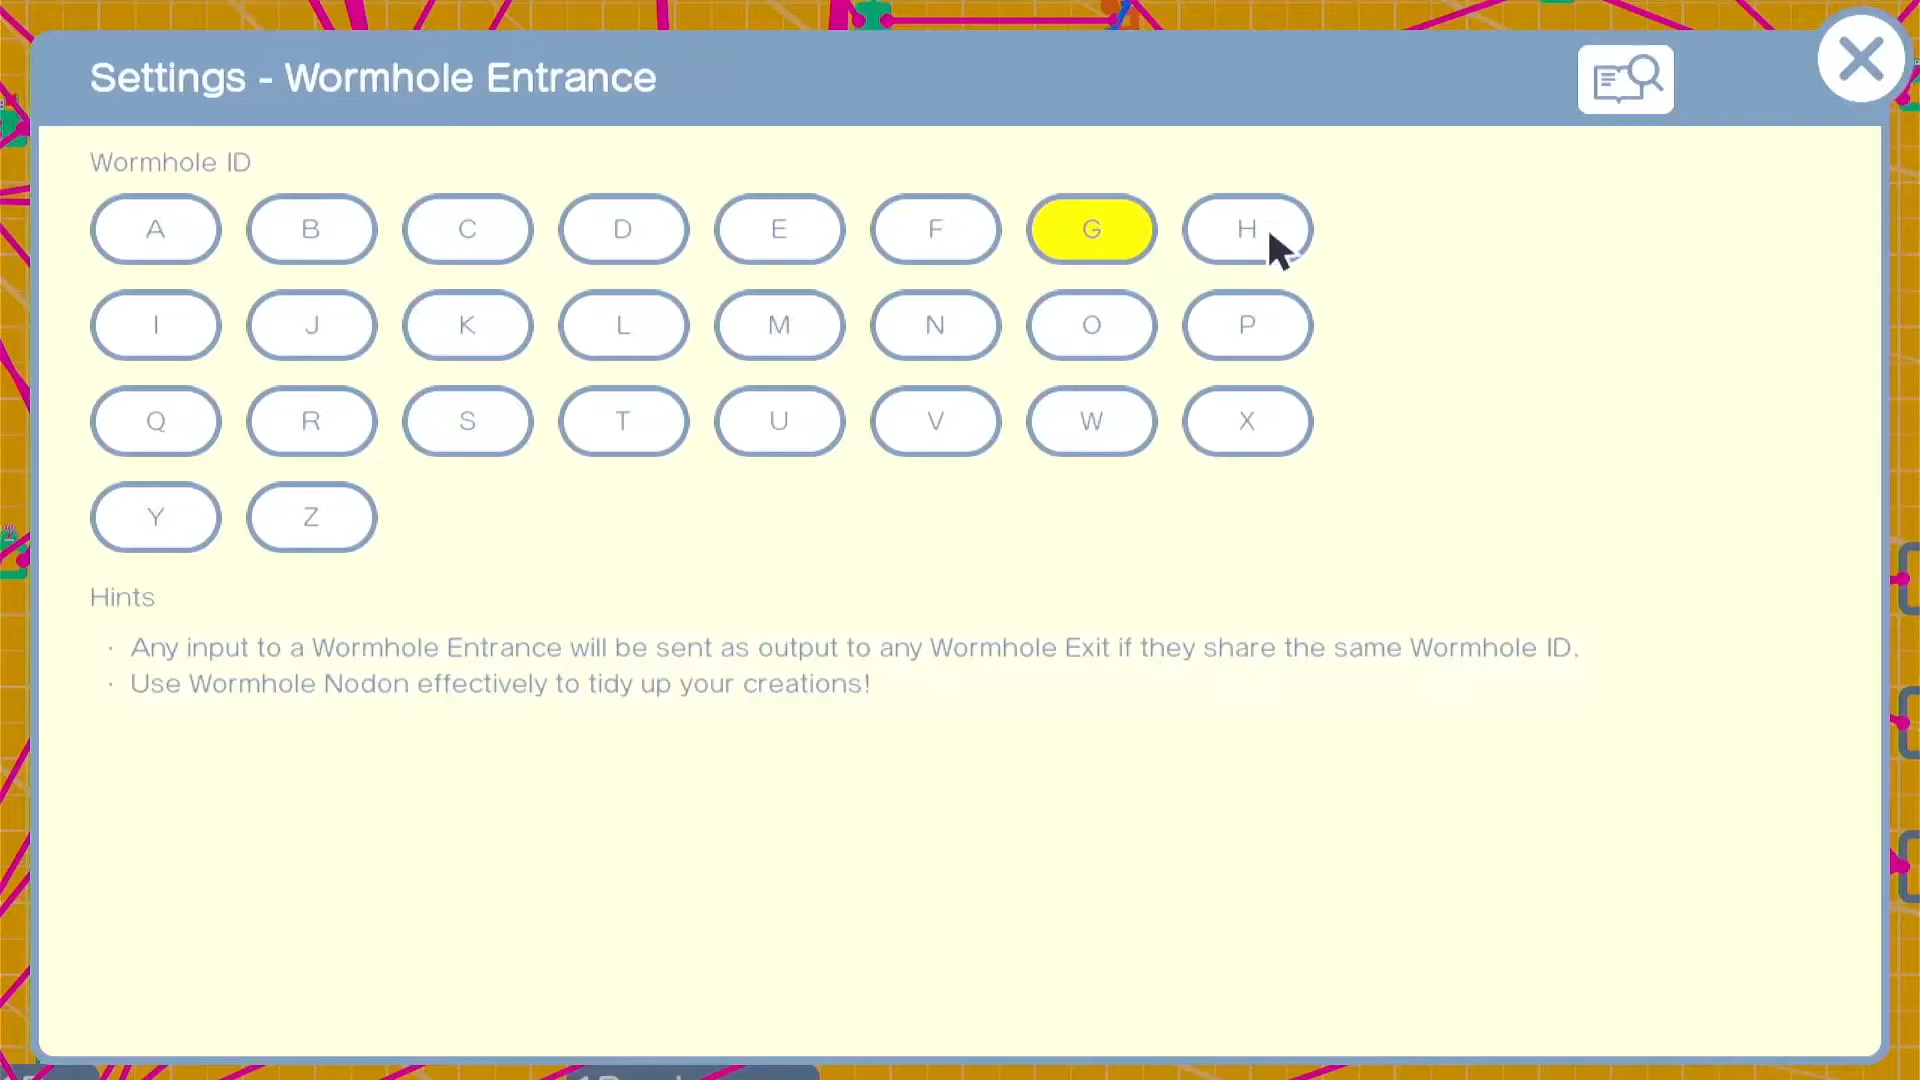 Settings - Wormhole Entrance
Wormhole ID
A B C D E F G H
I J K L M N O P
Q R S T U V W X
Y Z
Hints
· Any input to a Wormhole Entrance will be sent as output to any Wormhole Exit if they share the same Wormhole ID.
· Use Wormhole Nodon effectively to tidy up your creations!